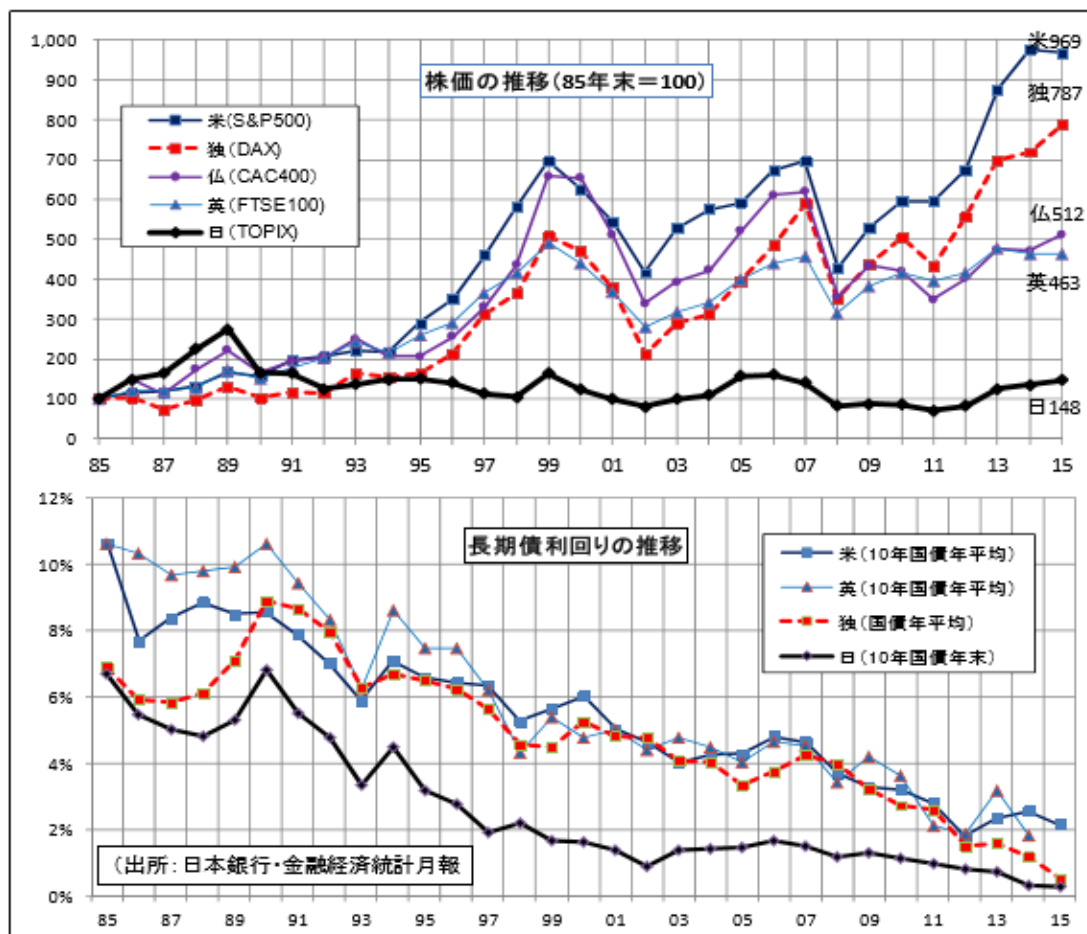 株価の推移(85年末=100)
1,000
900
800
700
600
500
400
300
200
100
0
米(S&P500)
独(DAX)
仏(CAC400)
英(FTSE100)
日(TOPIX)
米969
独787
仏512
英463
日148
85 87 89 91 93 95 97 99 01 03 05 07 09 11 13 15
長期債利回りの推移
12%
10%
8%
6%
4%
2%
0%
米(10年国債年平均)
英(10年国債年平均)
独(国債年平均)
日(10年国債年末)
(出所:日本銀行・金融経済統計月報
85 87 89 91 93 95 97 99 01 03 05 07 09 11 13 15